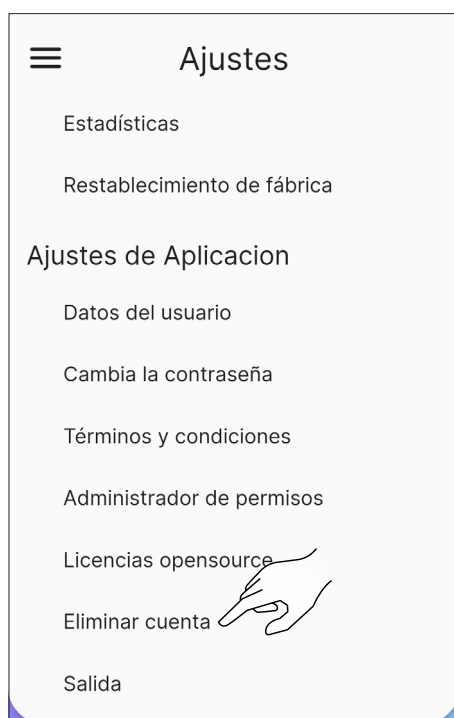 Ajustes
Estadísticas
Restablecimiento de fábrica
Ajustes de Aplicacion
Datos del usuario
Cambia la contraseña
Términos y condiciones
Administrador de permisos
Licencias opensource
Eliminar cuenta
Salida